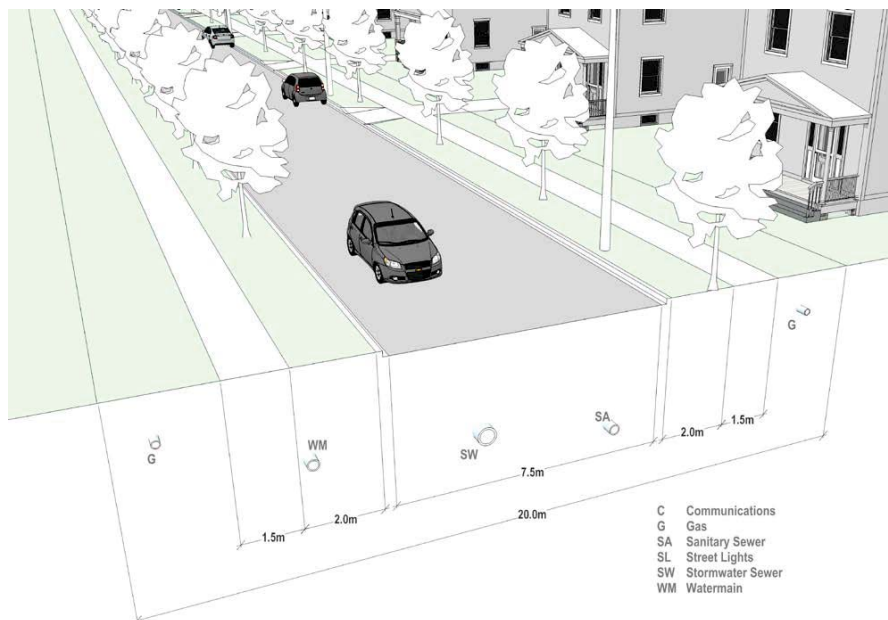 G
G
WM
SW
SA
2.0m
1.5m
7.5m
20.0m
2.0m
1.5m
C Communications
G Gas
SA Sanitary Sewer
SL Street Lights
SW Stormwater Sewer
WM Watermain